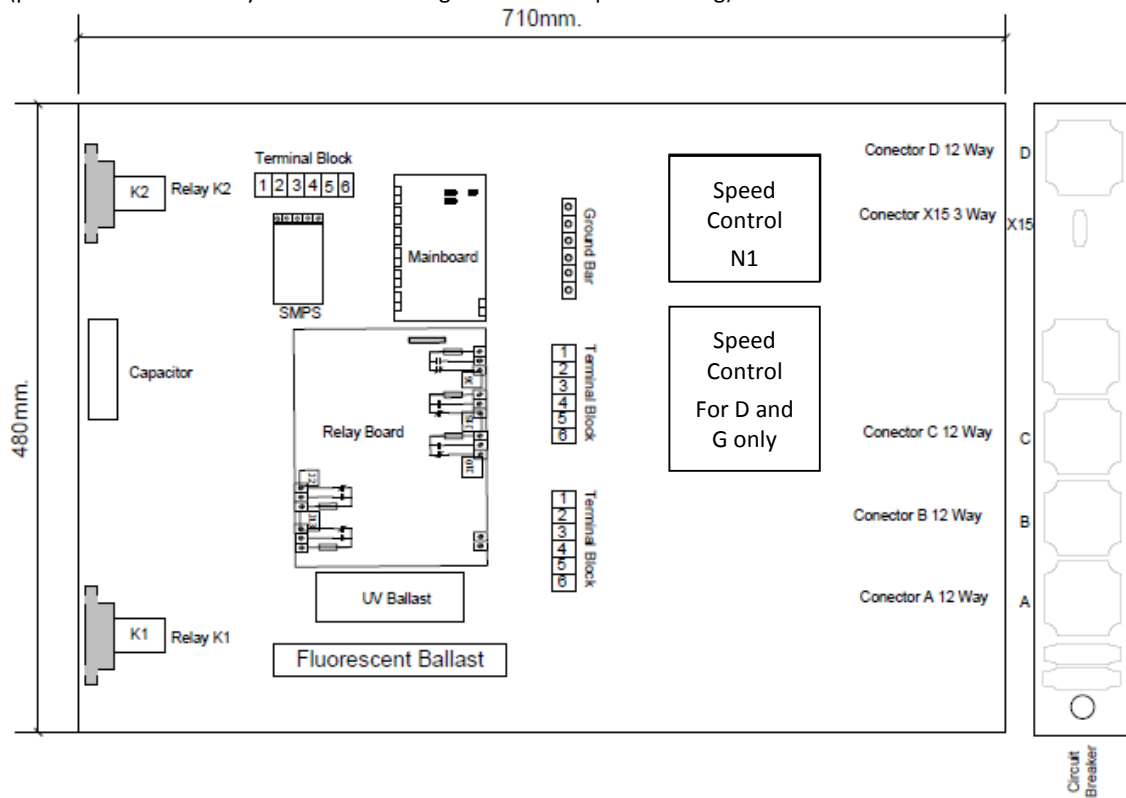 710mm.
480mm.
K2
Relay K2
Terminal Block
1 2 3 4 5 6
SMPS
Mainboard
Ground Bar
Speed
Control
N1
Conector D 12 Way
D
Conector X15 3 Way
X15
Capacitor
Relay Board
1
2
3
4
5
6
Terminal Block
Speed
Control
For D and
G only
Conector C 12 Way
C
1
2
3
4
5
6
Terminal Block
Conector B 12 Way
B
UV Ballast
Conector A 12 Way
A
K1
Relay K1
Fluorescent Ballast
Circuit
Breaker